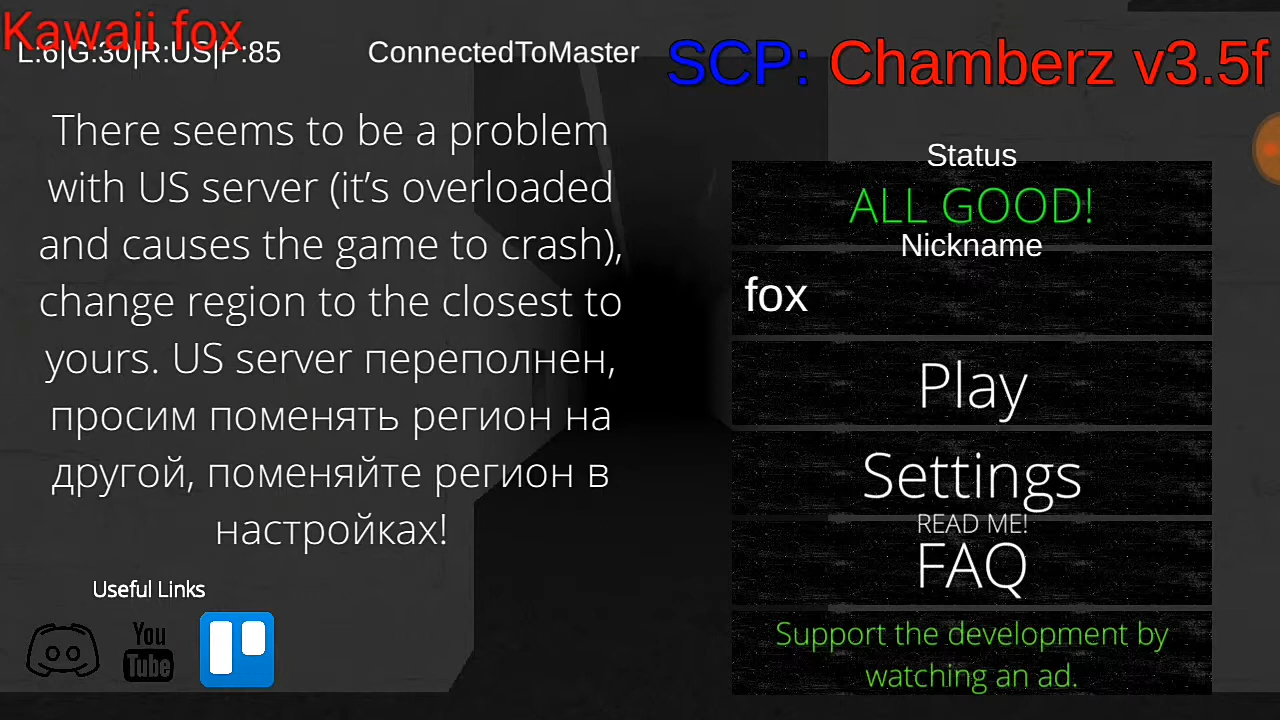 Kawaii fox
L:6|G:30|R:US|P:85
ConnectedToMaster
SCP: Chamberz v3.5f
There seems to be a problem
with US server (it’s overloaded
and causes the game to crash),
change region to the closest to
yours. US server переполнен,
просим поменять регион на
другой, поменяйте регион в
настройках!
Useful Links
You
Tube
Status
ALL GOOD!
Nickname
fox
Play
Settings
READ ME!
FAQ
Support the development by
watching an ad.